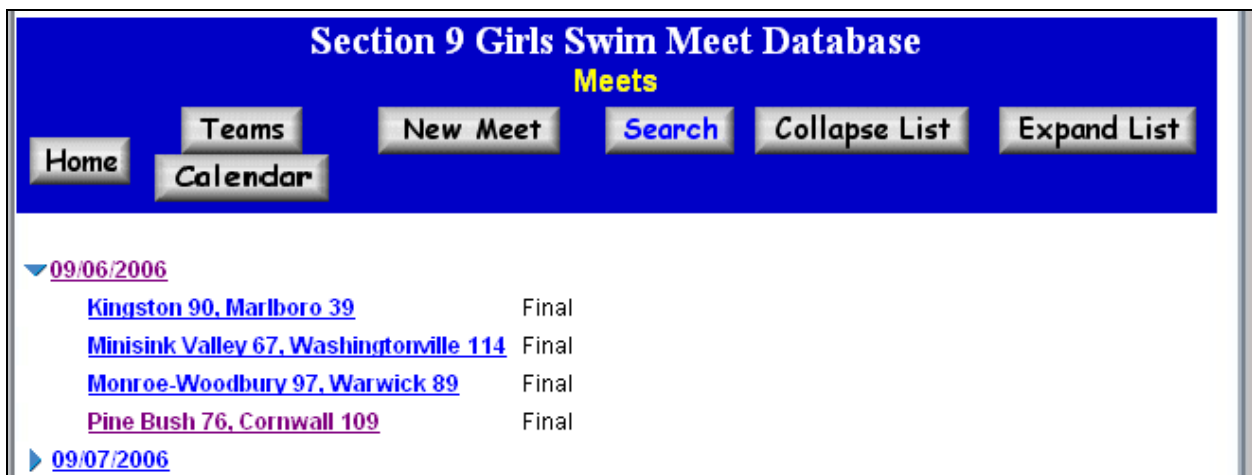 Section 9 Girls Swim Meet Database
Meets
Teams New Meet Search Collapse List Expand List
Home
Calendar
09/06/2006
Kingston 90, Marlboro 39 Final
Minisink Valley 67, Washingtonville 114 Final
Monroe-Woodbury 97, Warwick 89 Final
Pine Bush 76, Cornwall 109 Final
09/07/2006